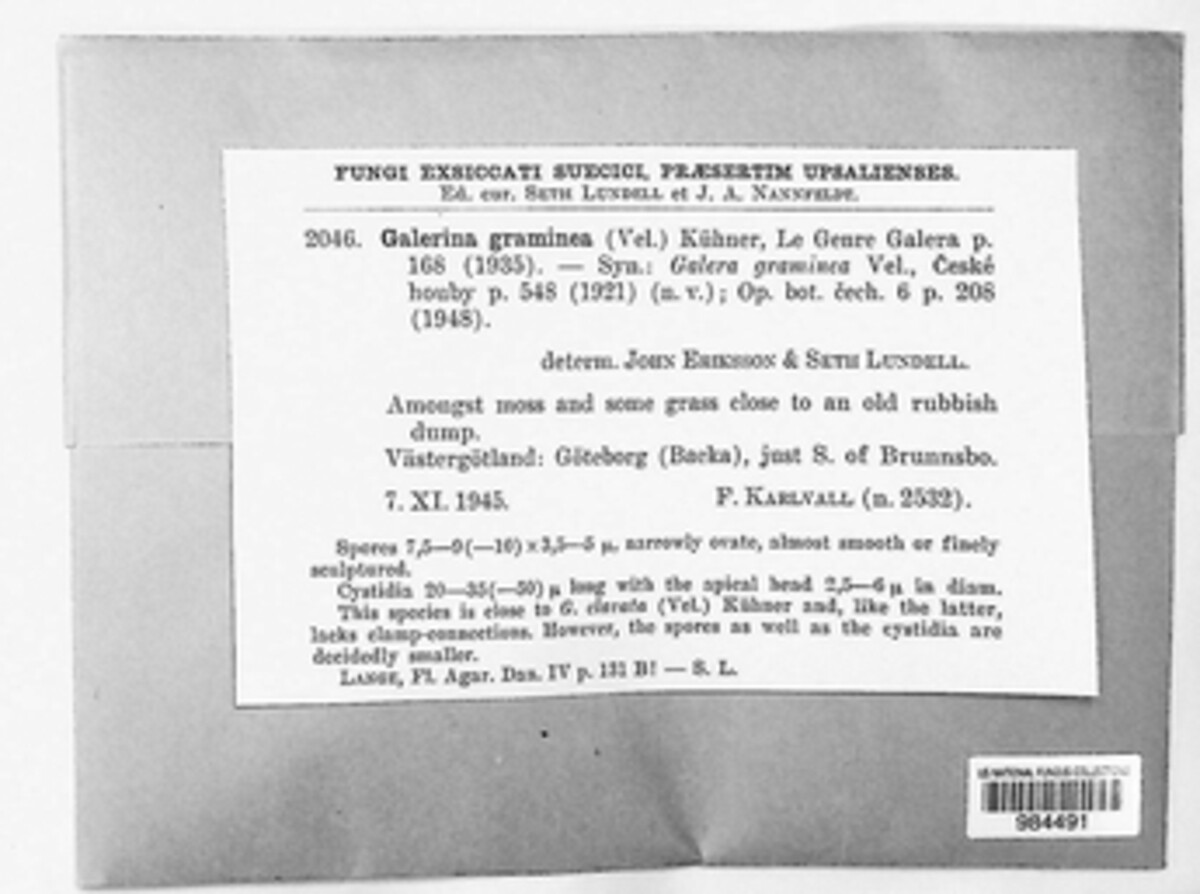 FUNGI EXSICCATI SUECICI, PRÆSERTIM UPSALIENSES.
Ed. cur. SETH LUNDELL et J. A. NANNFELDT.
2046. Galerina graminea (Vel.) Kühner, Le Genre Galera p.
168 (1935). — Syn.: Galera graminea Vel., České
houby p. 548 (1921) (n. v.); Op. bot. čech. 6 p. 208
(1948).
determ. JOHN ERIKSSON & SETH LUNDELL.
Amongst moss and some grass close to an old rubbish
dump.
Västergötland: Göteborg (Backa), just S. of Brunnsbo.
7. XI. 1945. F. KARLVALL (n. 2532).
Spores 7,5—9(—10) × 3,5—5 µ, narrowly ovate, almost smooth or finely
sculptured.
Cystidia 20—35(—50) µ long with the apical head 2,5—6 µ in diam.
This species is close to G. clavata (Vel.) Kühner and, like the latter,
lacks clamp-connections. However, the spores as well as the cystidia are
decidedly smaller.
LANGE, Fl. Agar. Dan. IV p. 131 B! — S. L.
US NATIONAL FUNGUS COLLECTIONS
984491